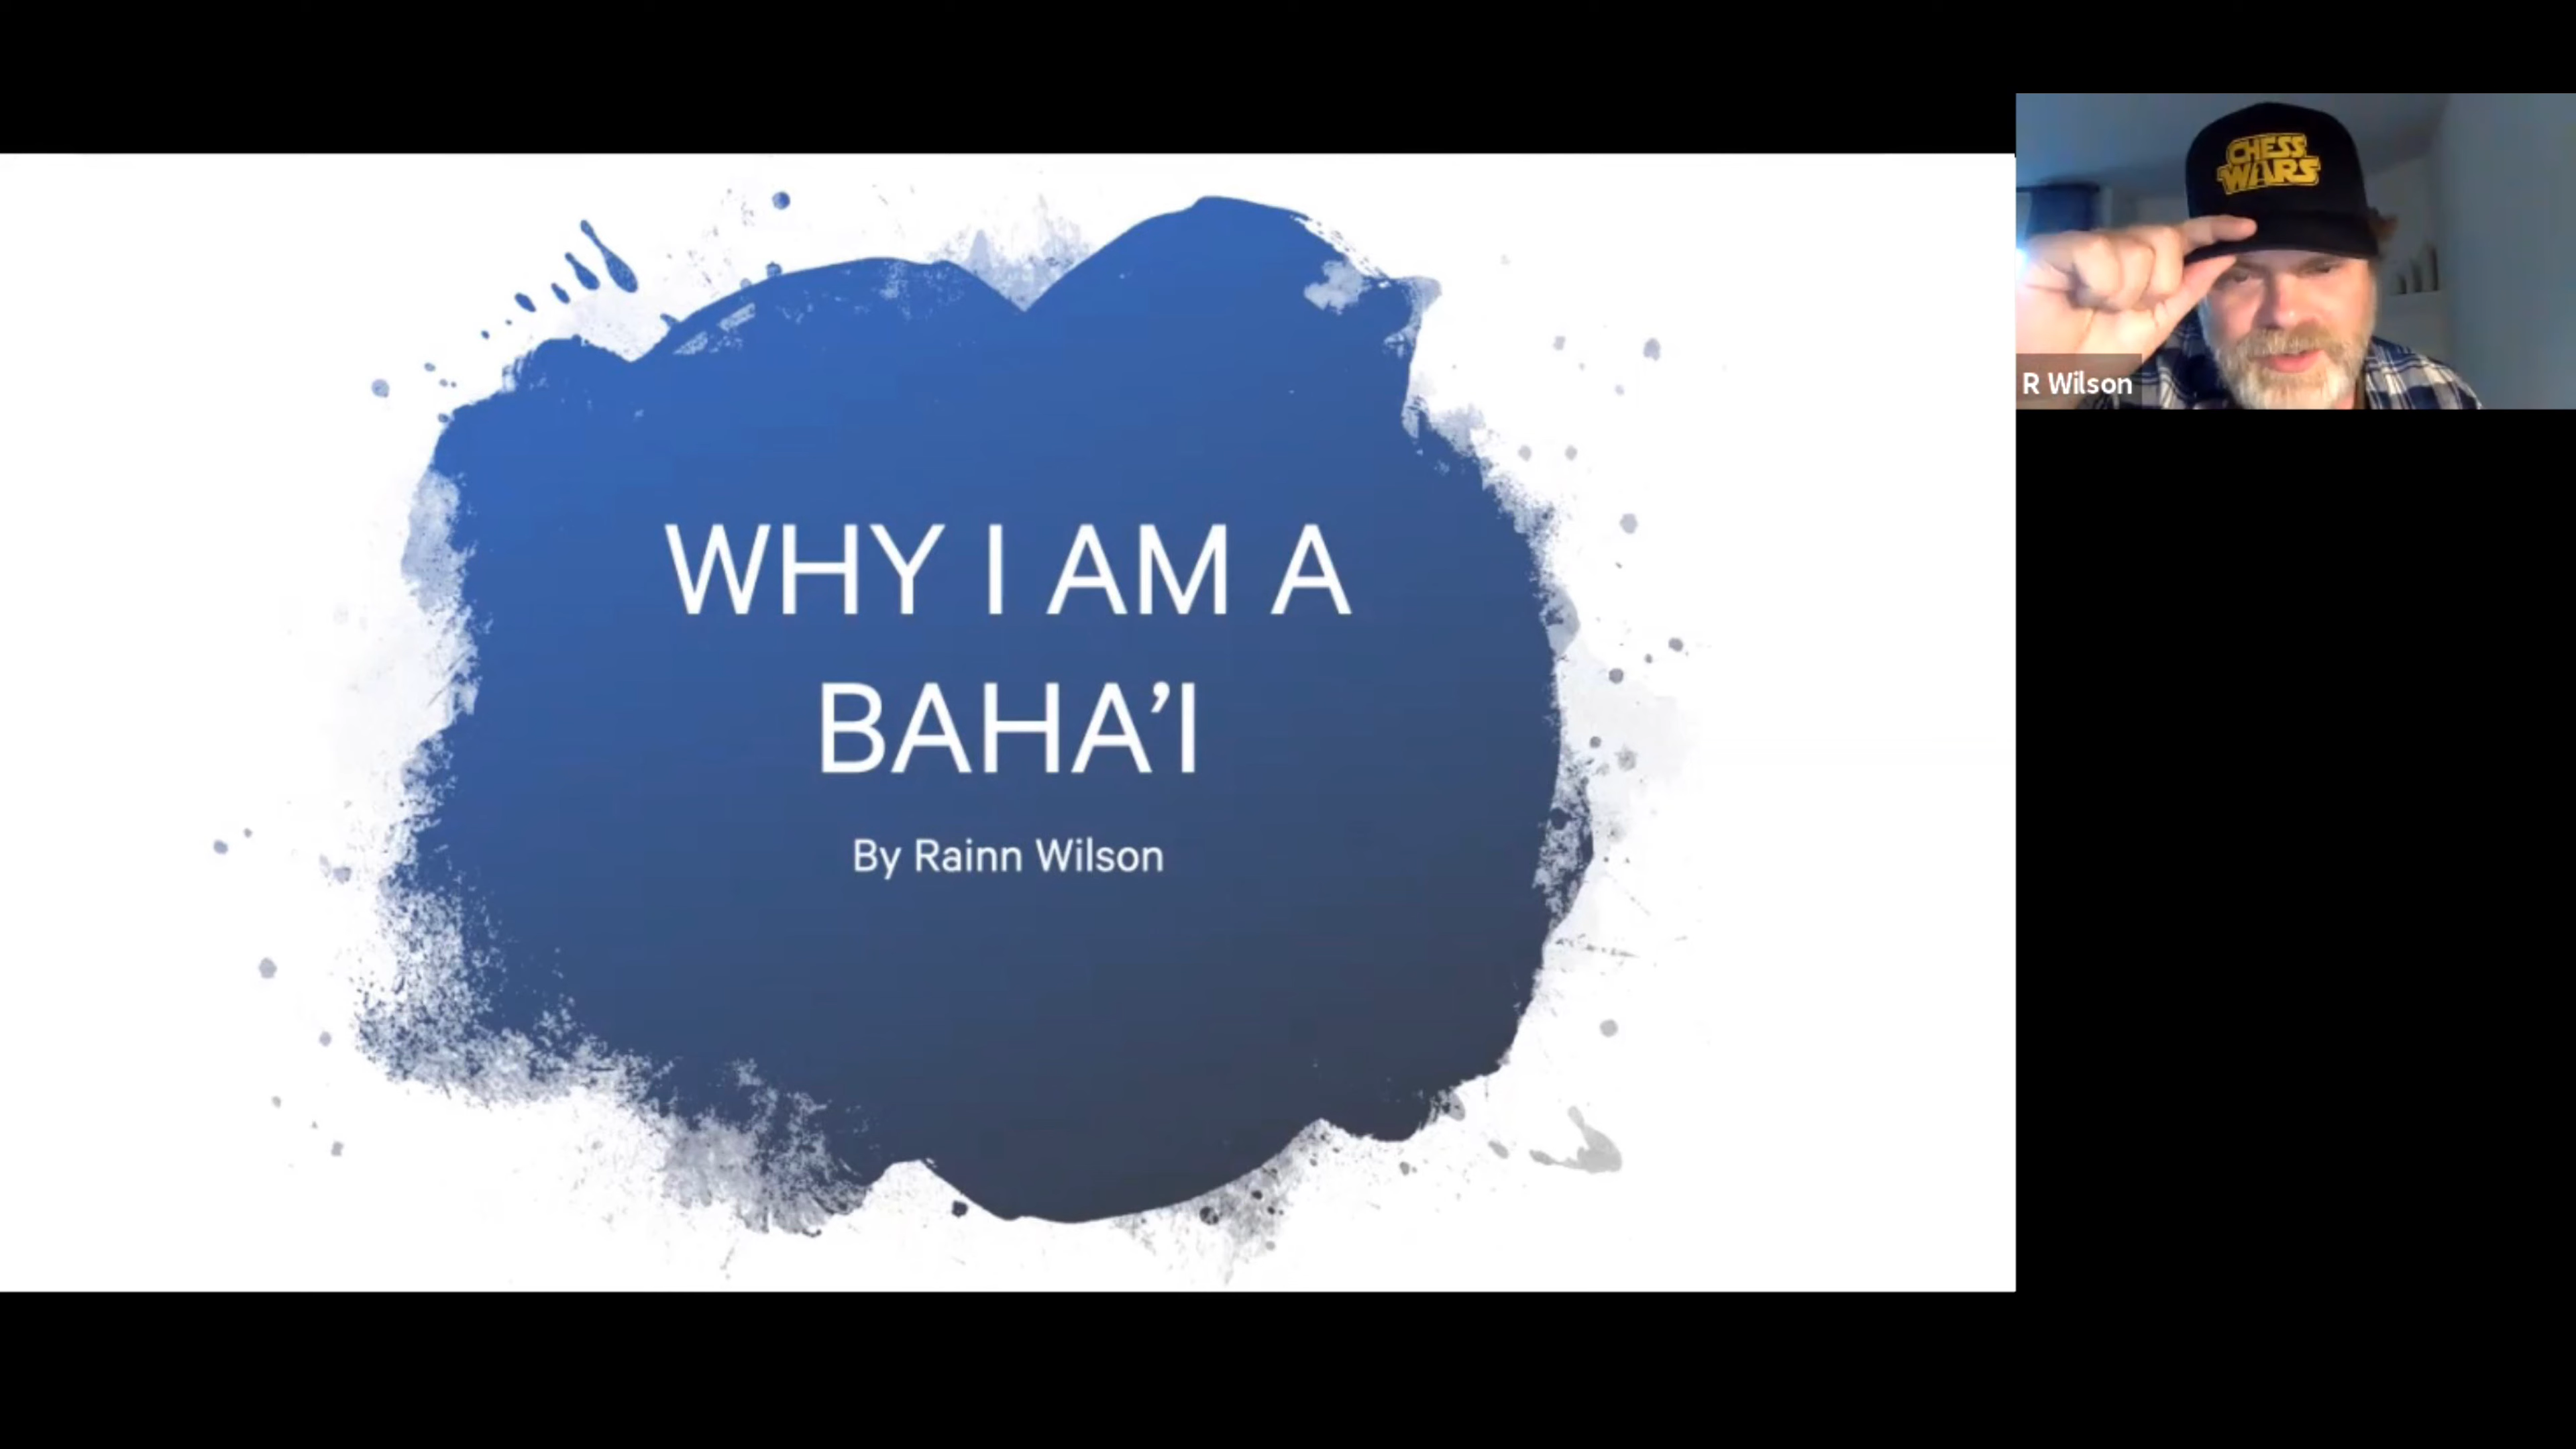 WHY I AM A
BAHA’I
By Rainn Wilson
CHESS
WARS
R Wilson